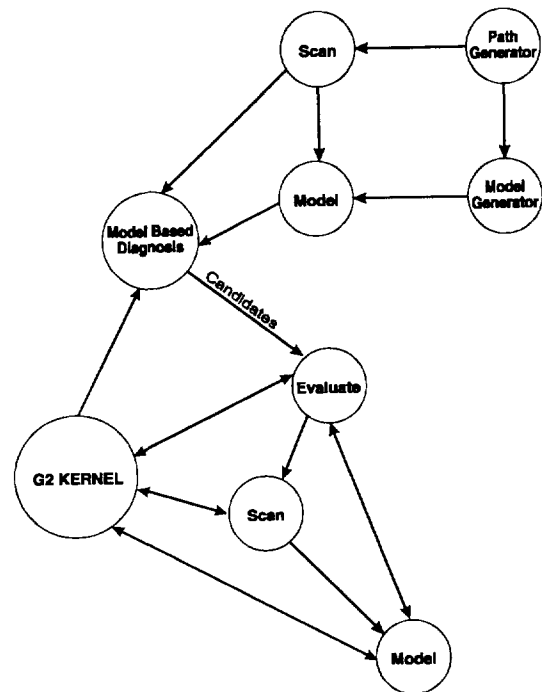 Scan
Path
Generator
Model
Model
Generator
Model Based
Diagnosis
Candidates
Evaluate
G2 KERNEL
Scan
Model